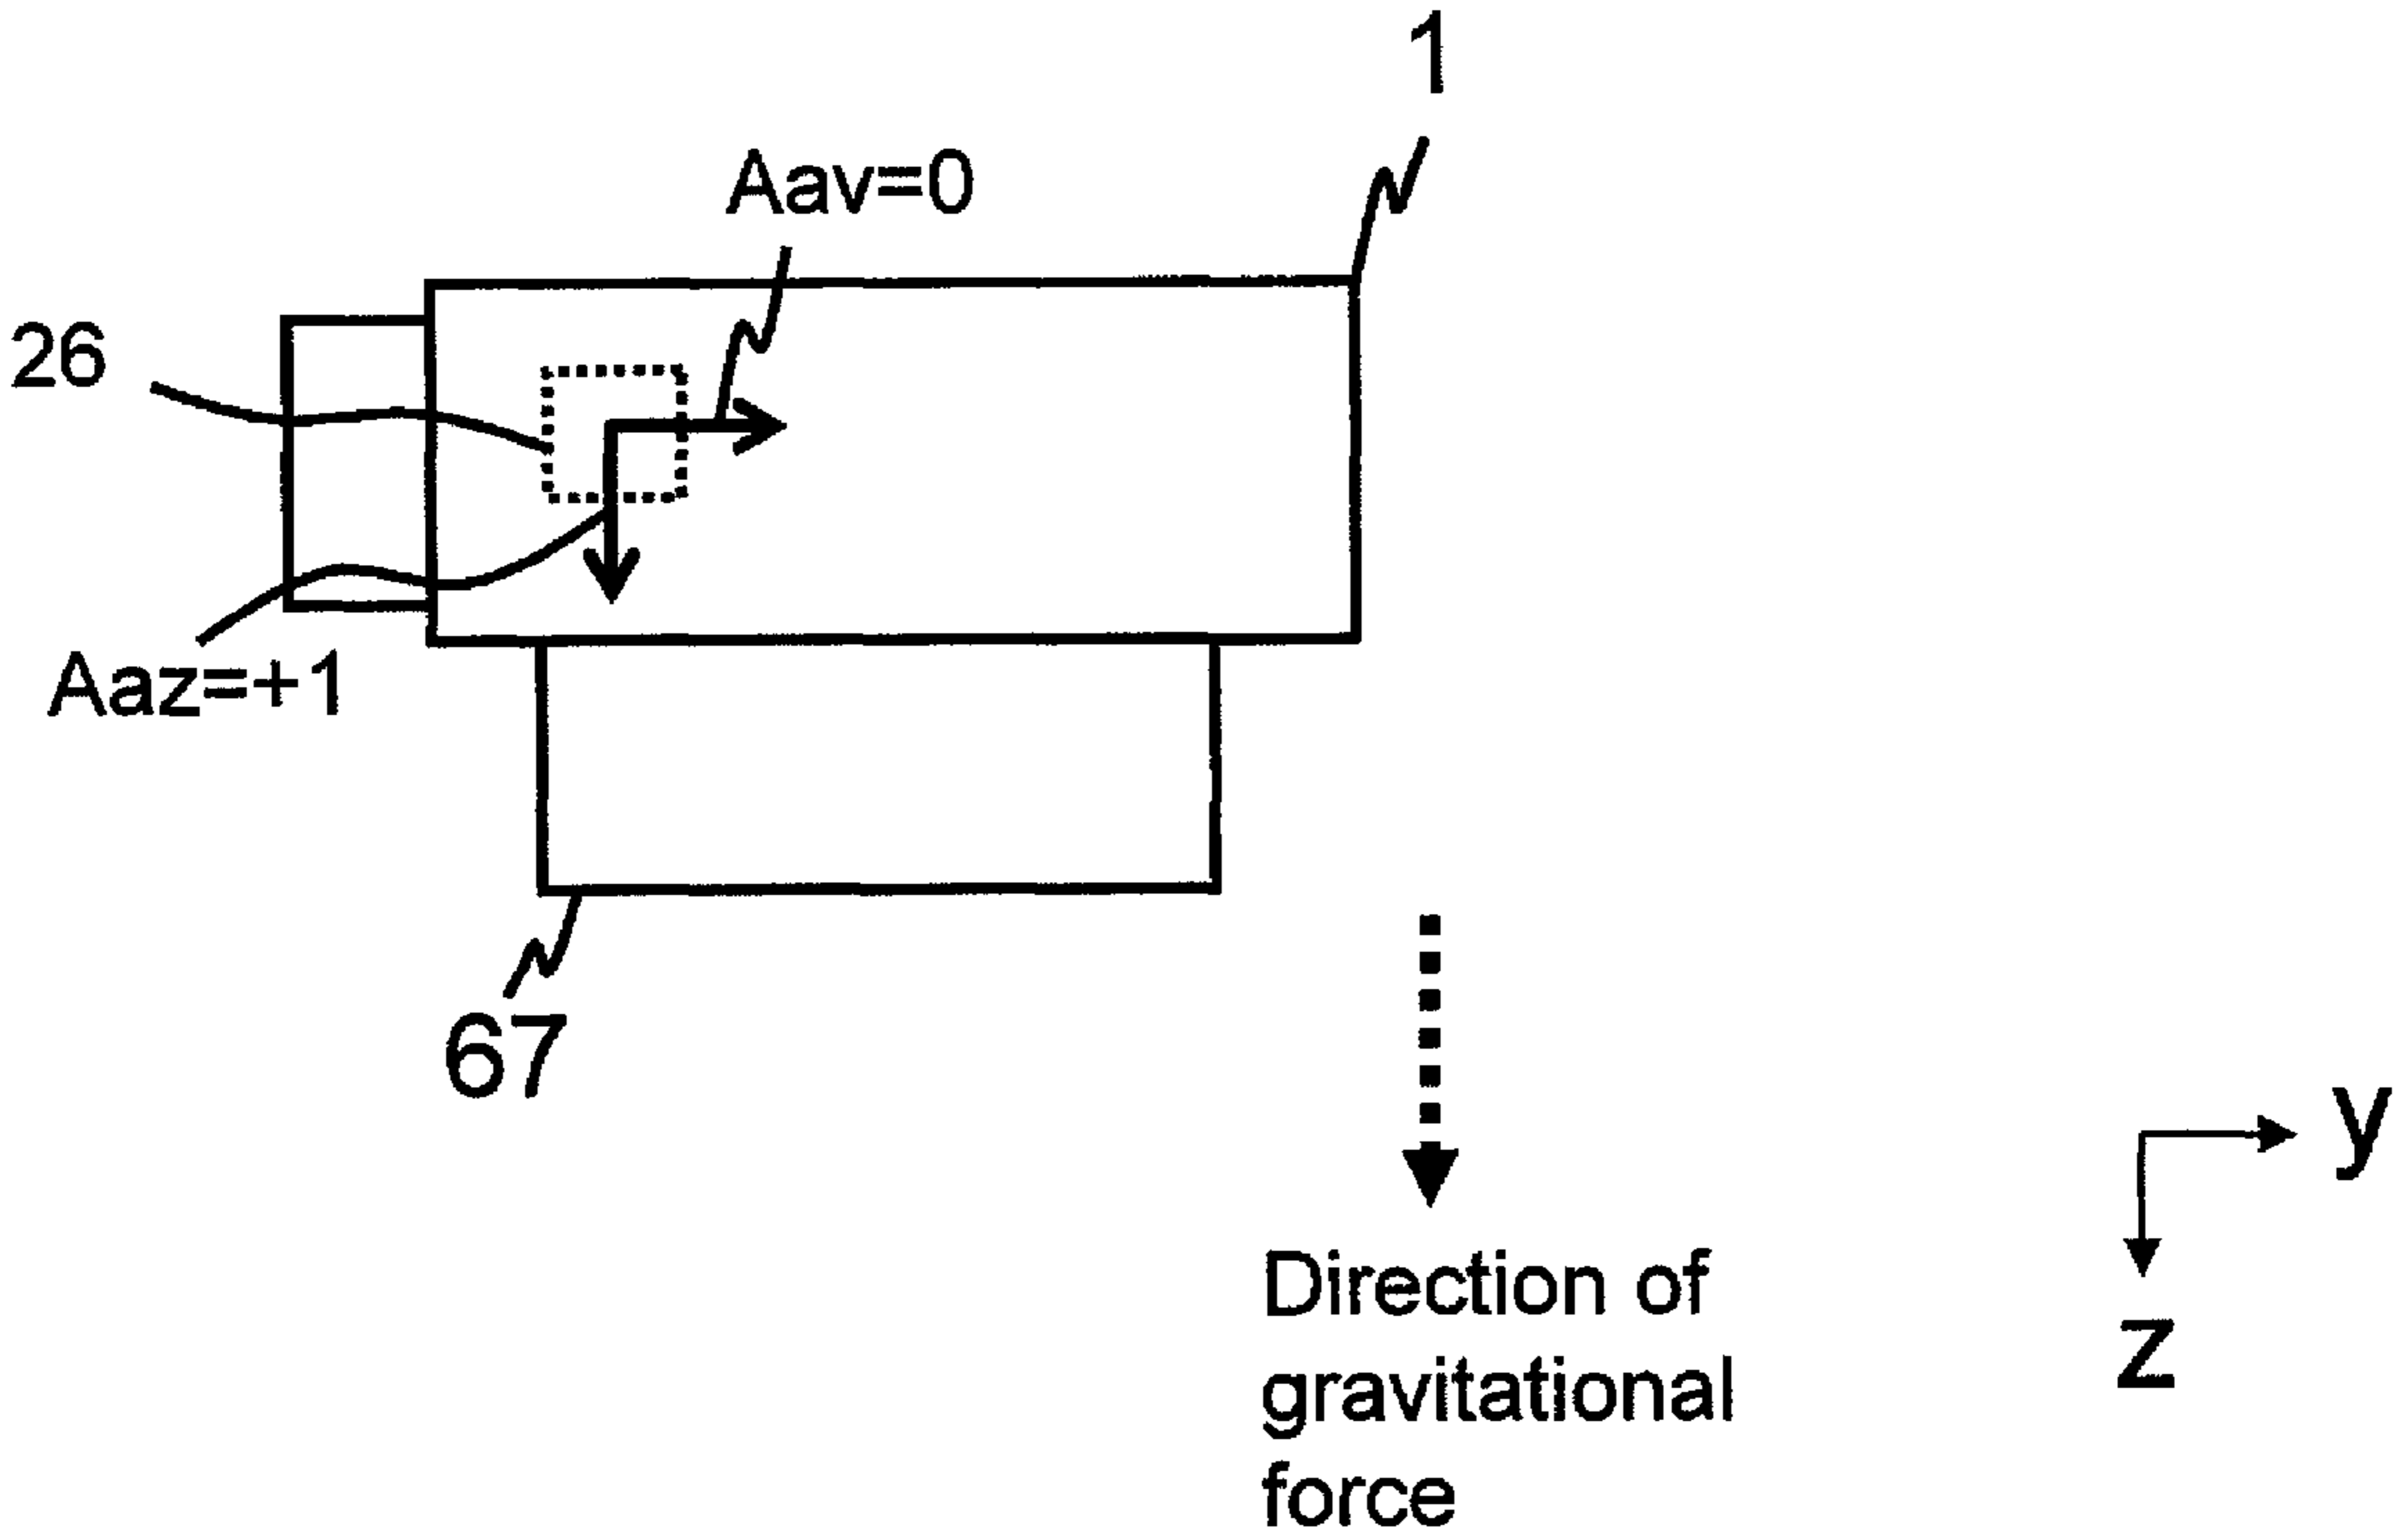 1
Aav=0
26
Aaz=+1
67
y
z
Direction of
gravitational
force